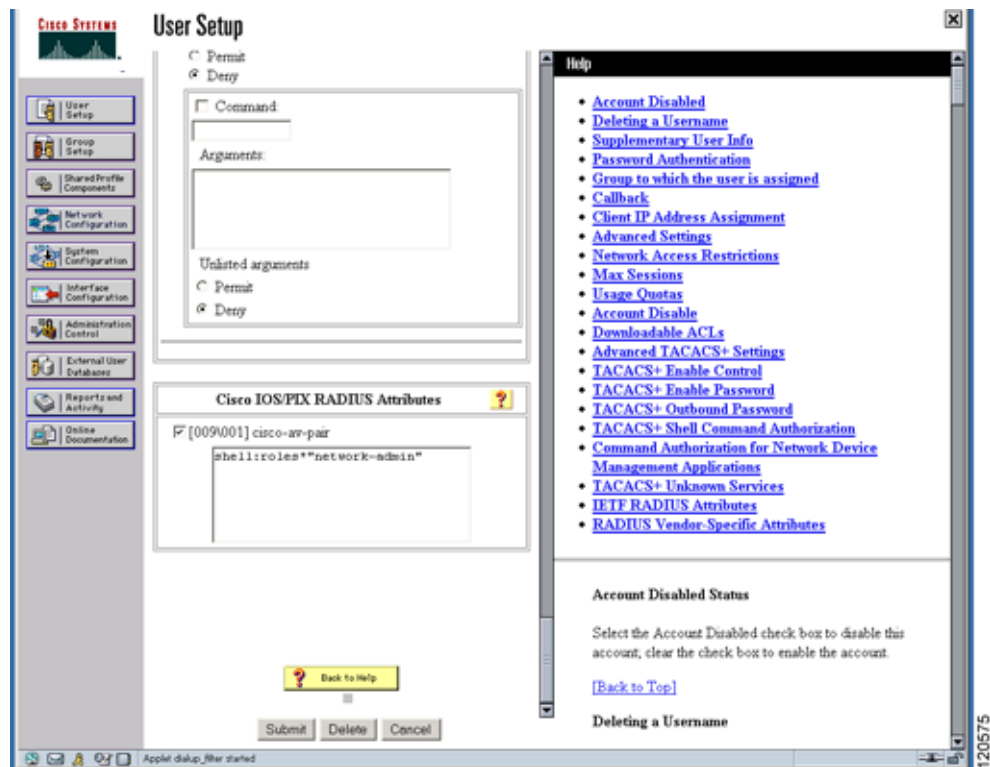 CISCO SYSTEMS
User Setup
User
Setup
Group
Setup
Shared Profile
Components
Network
Configuration
System
Configuration
Interface
Configuration
Administration
Control
External User
Databases
Reports and
Activity
Online
Documentation
Permit
Deny
Command:
Arguments:
Unlisted arguments
Permit
Deny
Cisco IOS/PIX RADIUS Attributes
?
[009\001] cisco-av-pair
shell:roles*"network-admin"
? Back to Help
Submit Delete Cancel
Help
Account Disabled
Deleting a Username
Supplementary User Info
Password Authentication
Group to which the user is assigned
Callback
Client IP Address Assignment
Advanced Settings
Network Access Restrictions
Max Sessions
Usage Quotas
Account Disable
Downloadable ACLs
Advanced TACACS+ Settings
TACACS+ Enable Control
TACACS+ Enable Password
TACACS+ Outbound Password
TACACS+ Shell Command Authorization
Command Authorization for Network Device
Management Applications
TACACS+ Unknown Services
IETF RADIUS Attributes
RADIUS Vendor-Specific Attributes
Account Disabled Status
Select the Account Disabled check box to disable this
account; clear the check box to enable the account.
[Back to Top]
Deleting a Username
Applet dialup_filter started
120575